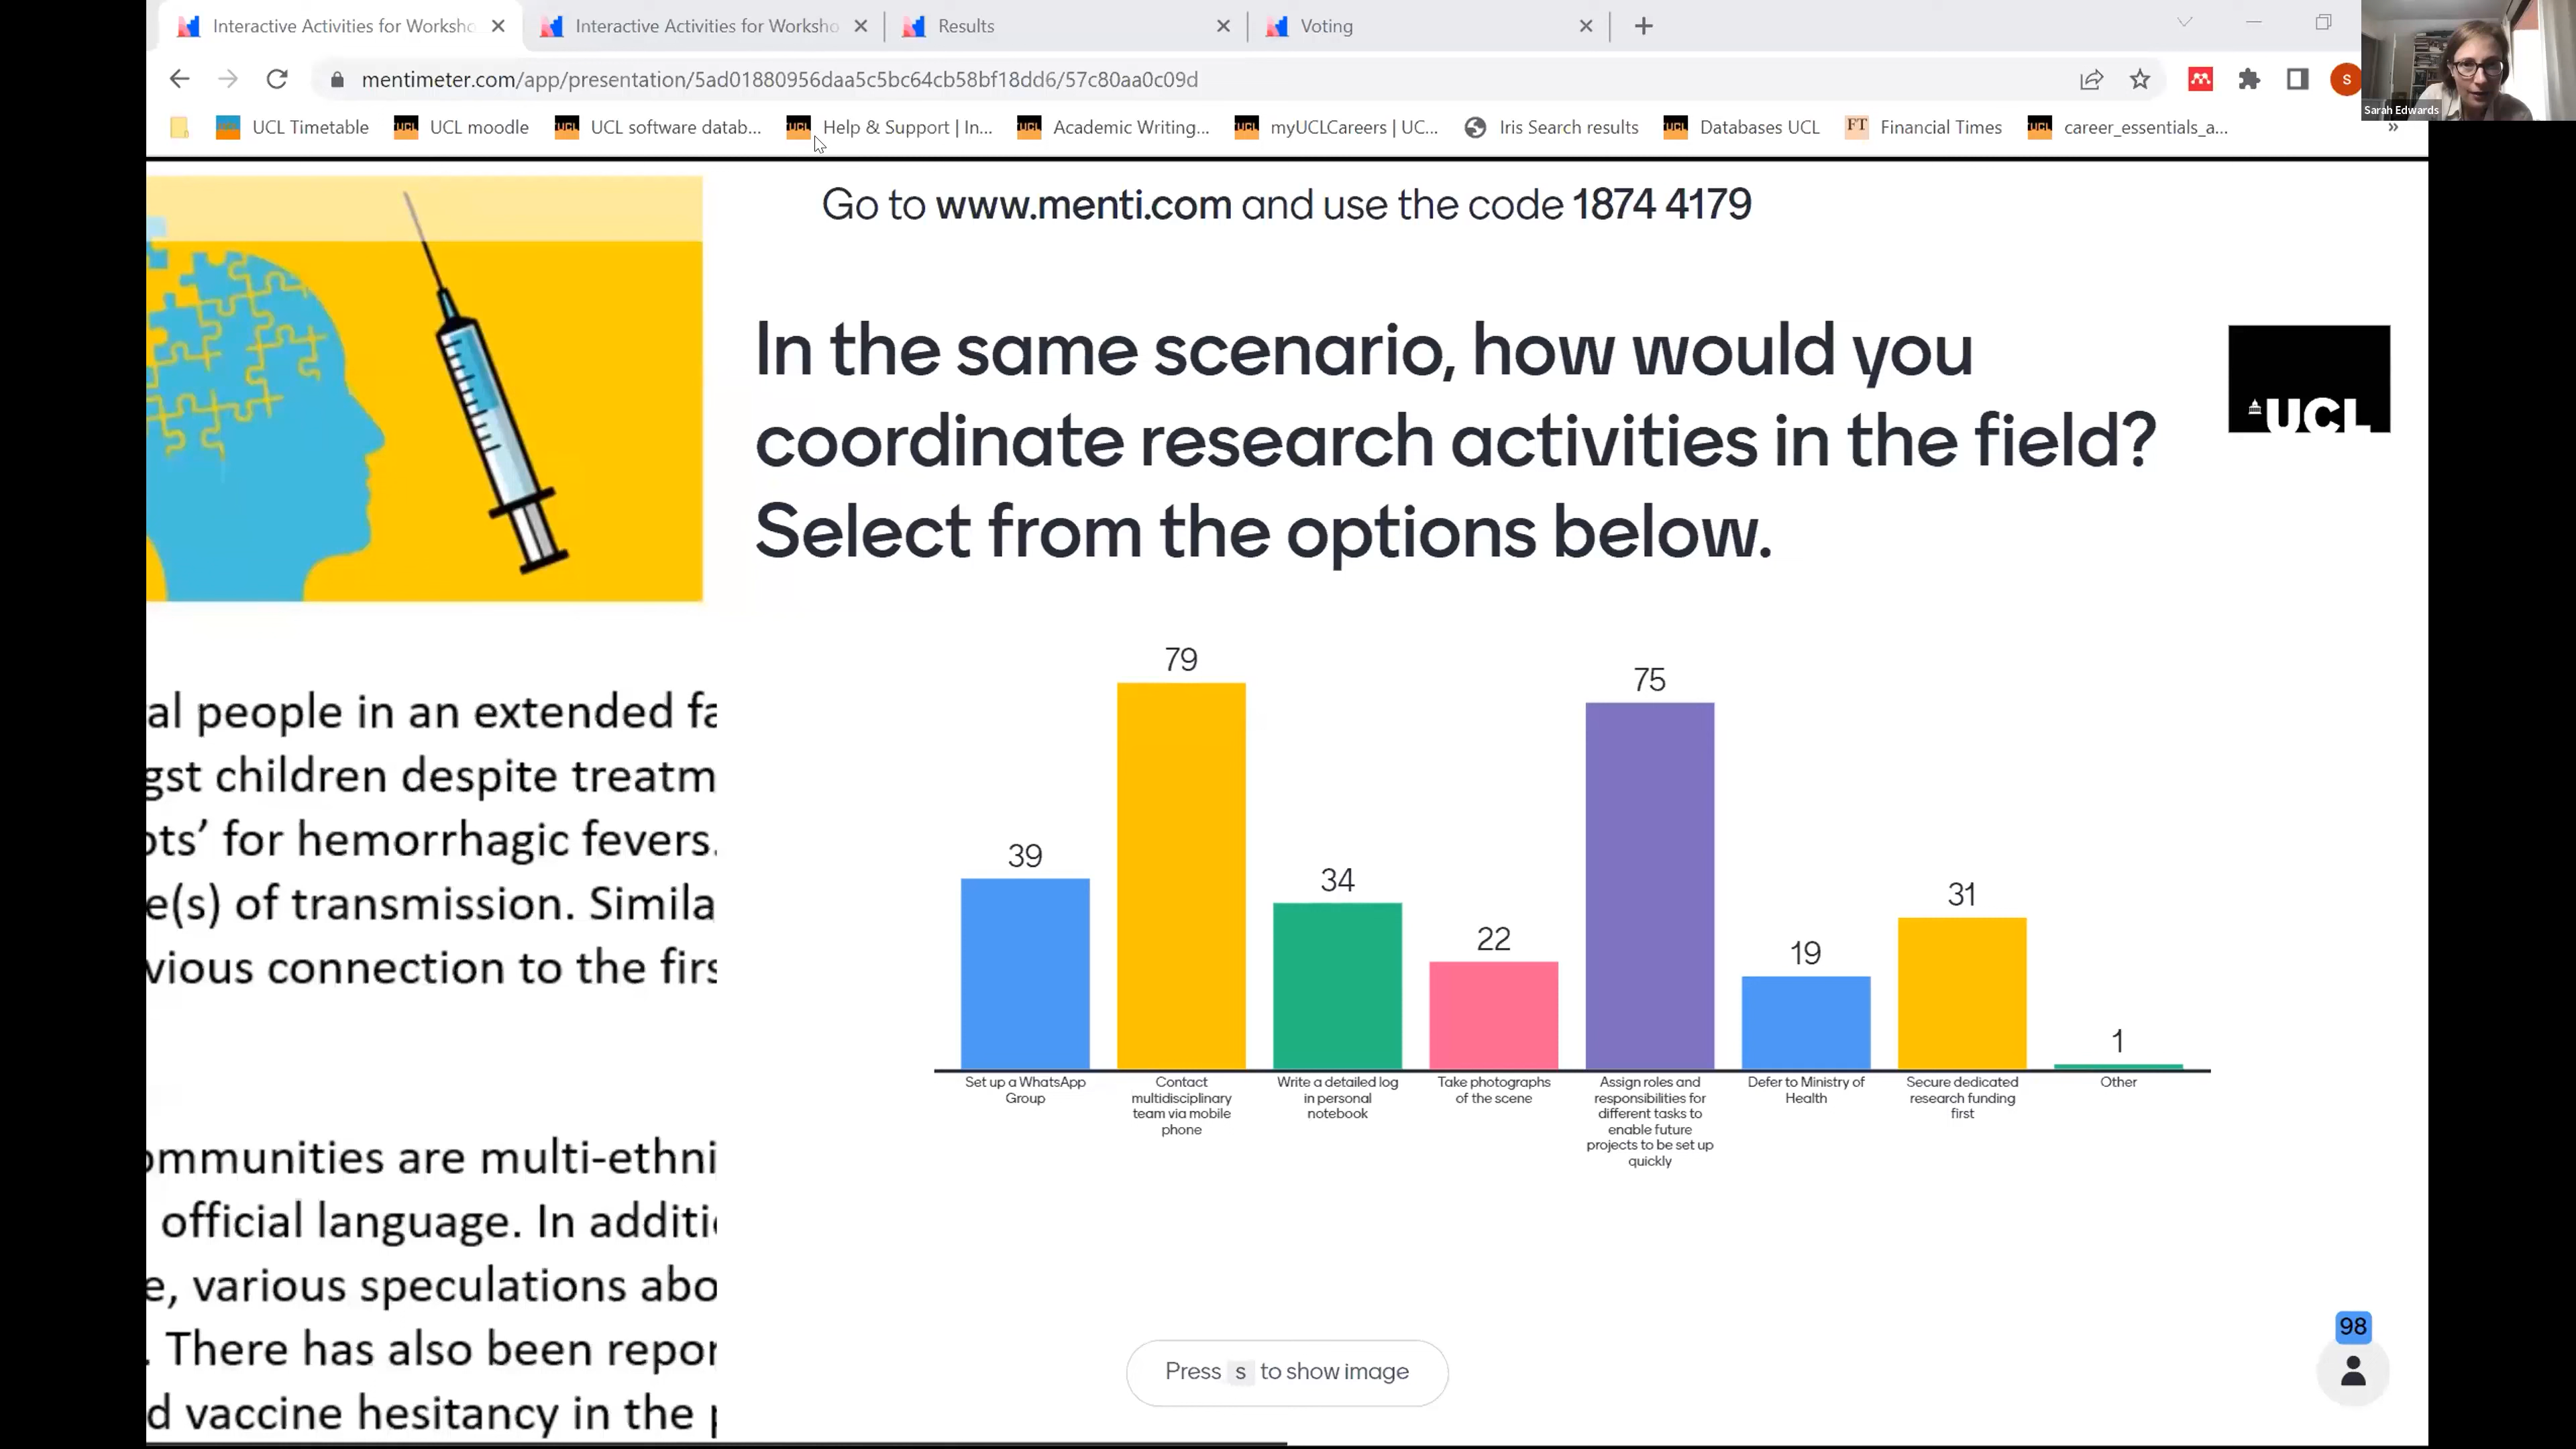 Interactive Activities for Worksho
Interactive Activities for Worksho
Results
Voting
mentimeter.com/app/presentation/5ad01880956daa5c5bc64cb58bf18dd6/57c80aa0c09d
S
Sarah Edwards
UCL Timetable
UCL moodle
UCL software datab...
Help & Support | In...
Academic Writing...
myUCLCareers | UC...
Iris Search results
Databases UCL
FT Financial Times
career_essentials_a...
»
Go to www.menti.com and use the code 1874 4179
In the same scenario, how would you
coordinate research activities in the field?
Select from the options below.
UCL
al people in an extended fa
gst children despite treatm
ots’ for hemorrhagic fevers.
e(s) of transmission. Simila
vious connection to the firs
ommunities are multi-ethni
official language. In additi
e, various speculations abo
. There has also been repor
d vaccine hesitancy in the p
39
79
34
22
75
19
31
1
Set up a WhatsApp
Group
Contact
multidisciplinary
team via mobile
phone
Write a detailed log
in personal
notebook
Take photographs
of the scene
Assign roles and
responsibilities for
different tasks to
enable future
projects to be set up
quickly
Defer to Ministry of
Health
Secure dedicated
research funding
first
Other
Press s to show image
98